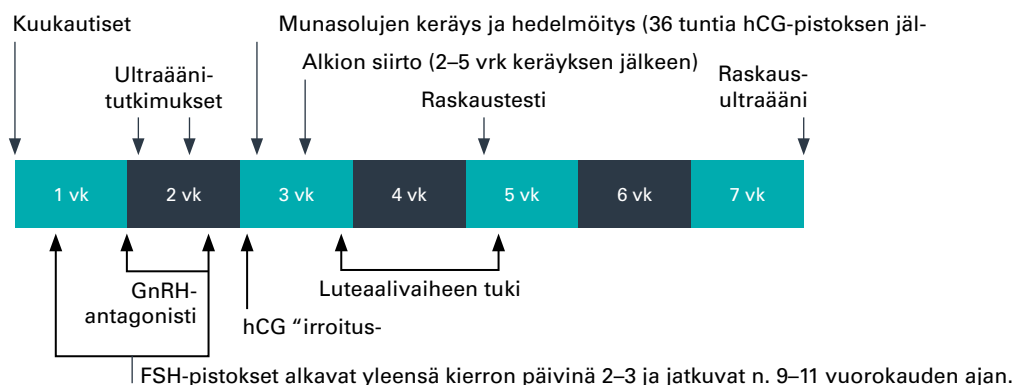 Kuukautiset
Munasolujen keräys ja hedelmöitys (36 tuntia hCG-pistoksen jäl-
Alkion siirto (2–5 vrk keräyksen jälkeen)
Ultraääni-
tutkimukset
Raskaustesti
Raskaus-
ultraääni
1 vk
2 vk
3 vk
4 vk
5 vk
6 vk
7 vk
GnRH-
antagonisti
hCG “irroitus-
Luteaalivaiheen tuki
FSH-pistokset alkavat yleensä kierron päivinä 2–3 ja jatkuvat n. 9–11 vuorokauden ajan.